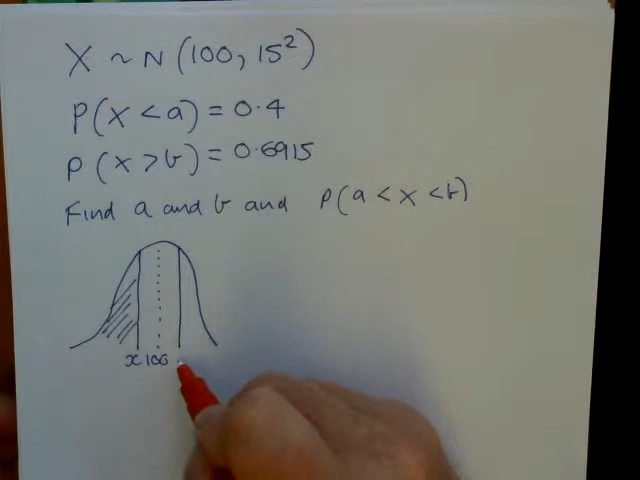 X ~ N (100, 15²)
P(X < a) = 0.4
P(X > b) = 0.6915
Find a and b and P(a < X < b)
x 100